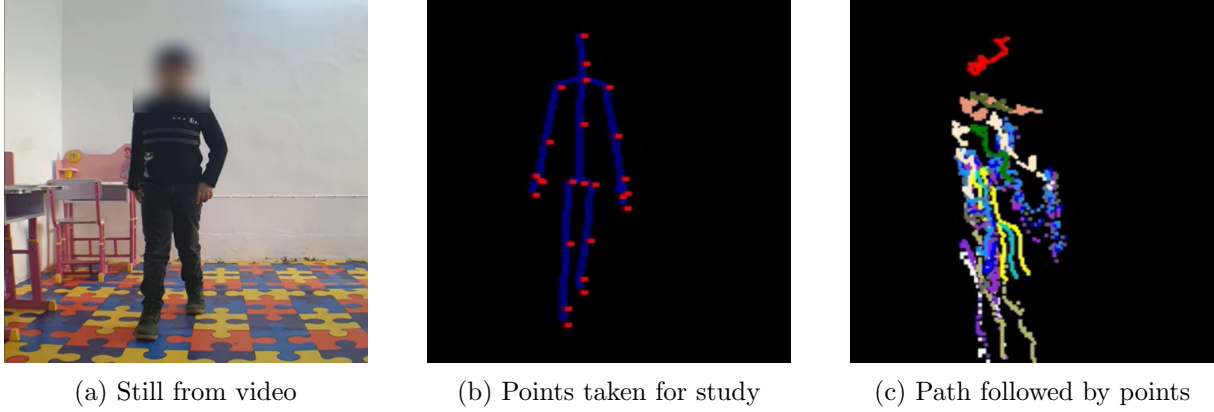 (a) Still from video
(b) Points taken for study
(c) Path followed by points